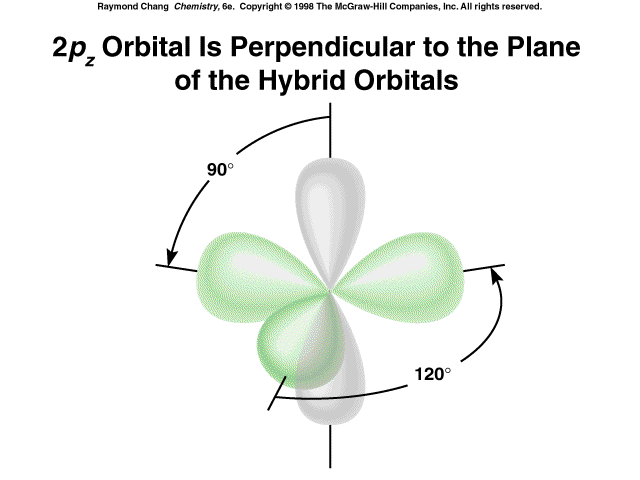 Raymond Chang Chemistry, 6e. Copyright © 1998 The McGraw-Hill Companies, Inc. All rights reserved.
2pz Orbital Is Perpendicular to the Plane
of the Hybrid Orbitals
90°
120°